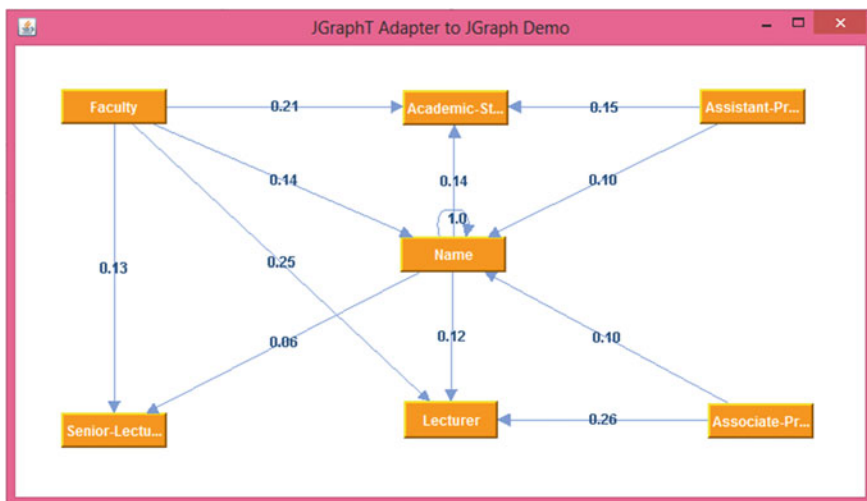 JGraphT Adapter to JGraph Demo
Faculty
0.21
Academic-St...
0.15
Assistant-Pr...
0.14
0.14
0.10
1.0
Name
0.13
0.25
0.06
0.12
0.10
Senior-Lectu...
Lecturer
0.26
Associate-Pr...